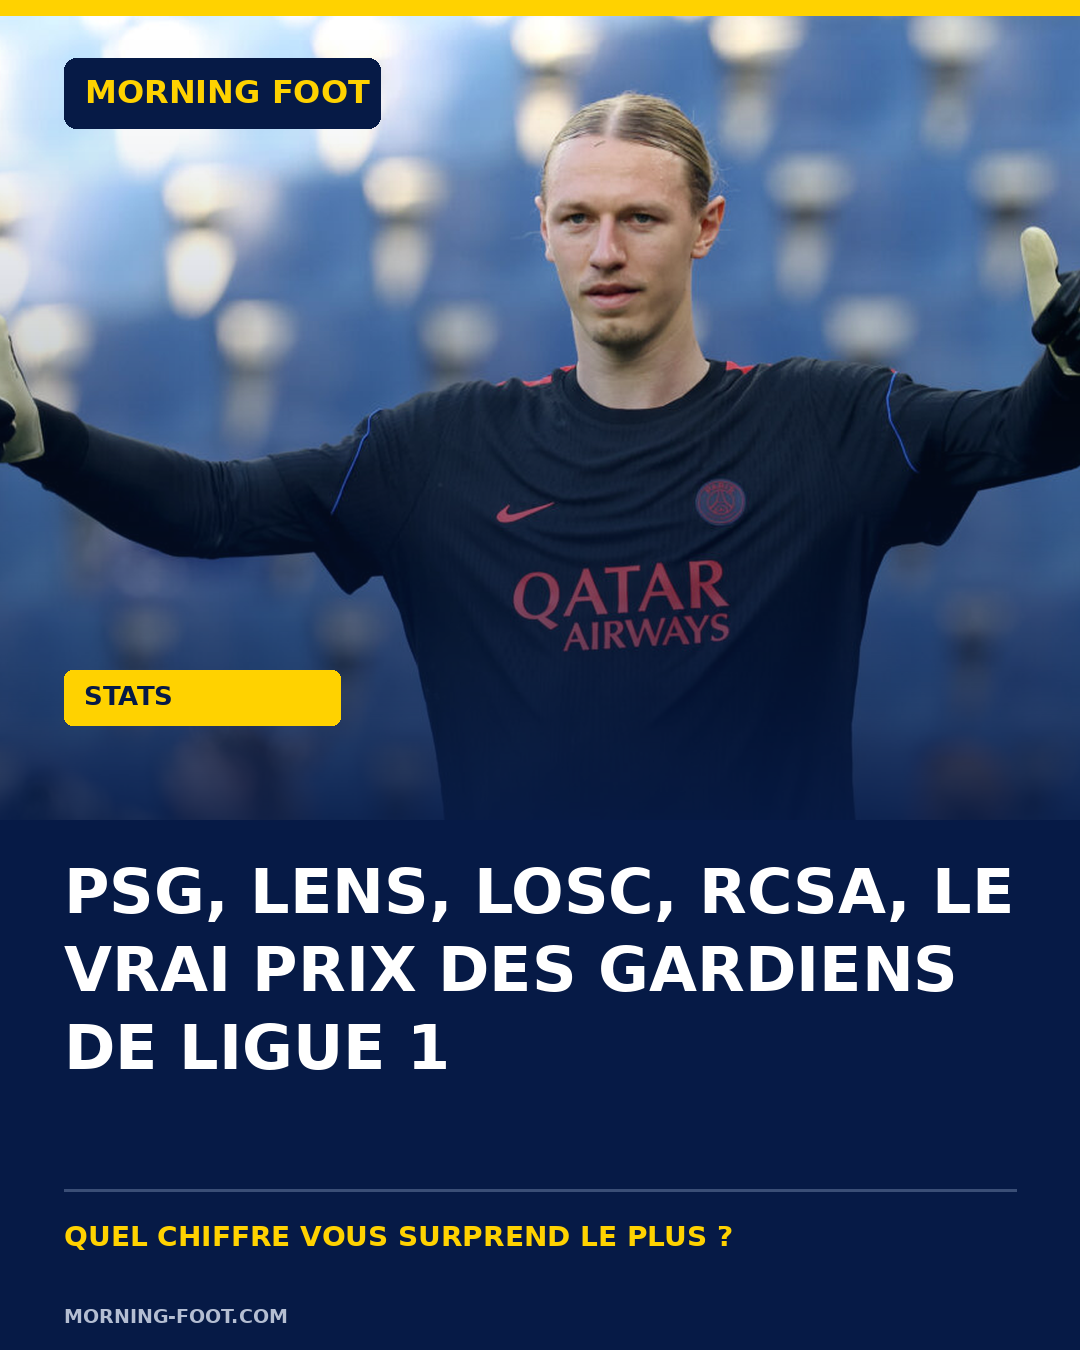 MORNING FOOT
PARIS
QATAR
AIRWAYS
STATS
PSG, LENS, LOSC, RCSA, LE
VRAI PRIX DES GARDIENS
DE LIGUE 1
QUEL CHIFFRE VOUS SURPREND LE PLUS ?
MORNING-FOOT.COM